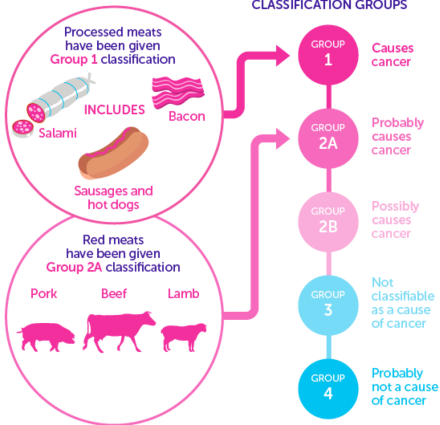 CLASSIFICATION GROUPS
Processed meats
have been given
Group 1 classification
INCLUDES
Salami
Bacon
Sausages and
hot dogs
Red meats
have been given
Group 2A classification
Pork
Beef
Lamb
GROUP
1
Causes
cancer
GROUP
2A
Probably
causes
cancer
GROUP
2B
Possibly
causes
cancer
GROUP
3
Not
classifiable
as a cause
of cancer
GROUP
4
Probably
not a cause
of cancer